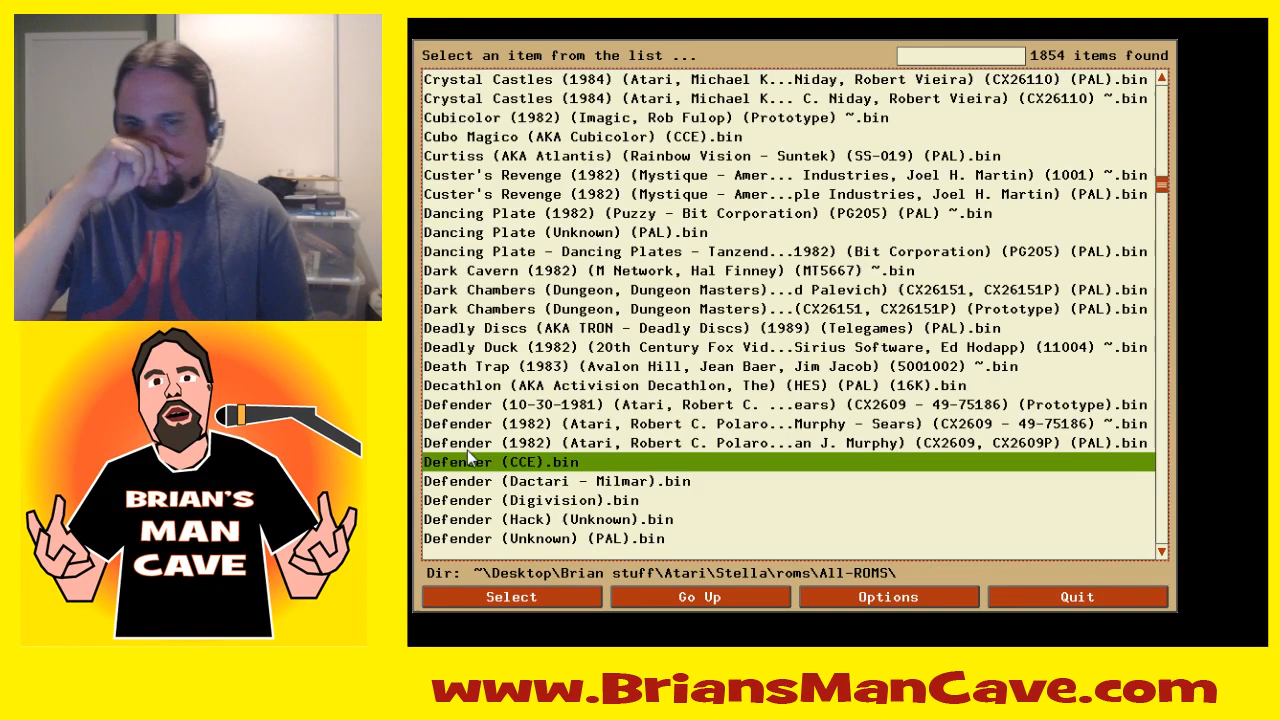 Select an item from the list ... 1854 items found
Crystal Castles (1984) (Atari, Michael K...Niday, Robert Vieira) (CX26110) (PAL).bin
Crystal Castles (1984) (Atari, Michael K... C. Niday, Robert Vieira) (CX26110) ~.bin
Cubicolor (1982) (Imagic, Rob Fulop) (Prototype) ~.bin
Cubo Magico (AKA Cubicolor) (CCE).bin
Curtiss (AKA Atlantis) (Rainbow Vision - Suntek) (SS-019) (PAL).bin
Custer's Revenge (1982) (Mystique - Amer... Industries, Joel H. Martin) (1001) ~.bin
Custer's Revenge (1982) (Mystique - Amer...ple Industries, Joel H. Martin) (PAL).bin
Dancing Plate (1982) (Puzzy - Bit Corporation) (PG205) (PAL) ~.bin
Dancing Plate (Unknown) (PAL).bin
Dancing Plate - Dancing Plates - Tanzend...1982) (Bit Corporation) (PG205) (PAL).bin
Dark Cavern (1982) (M Network, Hal Finney) (MT5667) ~.bin
Dark Chambers (Dungeon, Dungeon Masters)...d Palevich) (CX26151, CX26151P) (PAL).bin
Dark Chambers (Dungeon, Dungeon Masters)...(CX26151, CX26151P) (Prototype) (PAL).bin
Deadly Discs (AKA TRON - Deadly Discs) (1989) (Telegames) (PAL).bin
Deadly Duck (1982) (20th Century Fox Vid...Sirius Software, Ed Hodapp) (11004) ~.bin
Death Trap (1983) (Avalon Hill, Jean Baer, Jim Jacob) (5001002) ~.bin
Decathlon (AKA Activision Decathlon, The) (HES) (PAL) (16K).bin
Defender (10-30-1981) (Atari, Robert C. ...ears) (CX2609 - 49-75186) (Prototype).bin
Defender (1982) (Atari, Robert C. Polaro...Murphy - Sears) (CX2609 - 49-75186) ~.bin
Defender (1982) (Atari, Robert C. Polaro...an J. Murphy) (CX2609, CX2609P) (PAL).bin
Defender (CCE).bin
Defender (Dactari - Milmar).bin
Defender (Digivision).bin
Defender (Hack) (Unknown).bin
Defender (Unknown) (PAL).bin
Dir: ~\Desktop\Brian stuff\Atari\Stella\roms\All-ROMS\
Select Go Up Options Quit
BRIAN'S
MAN
CAVE
www.BriansManCave.com